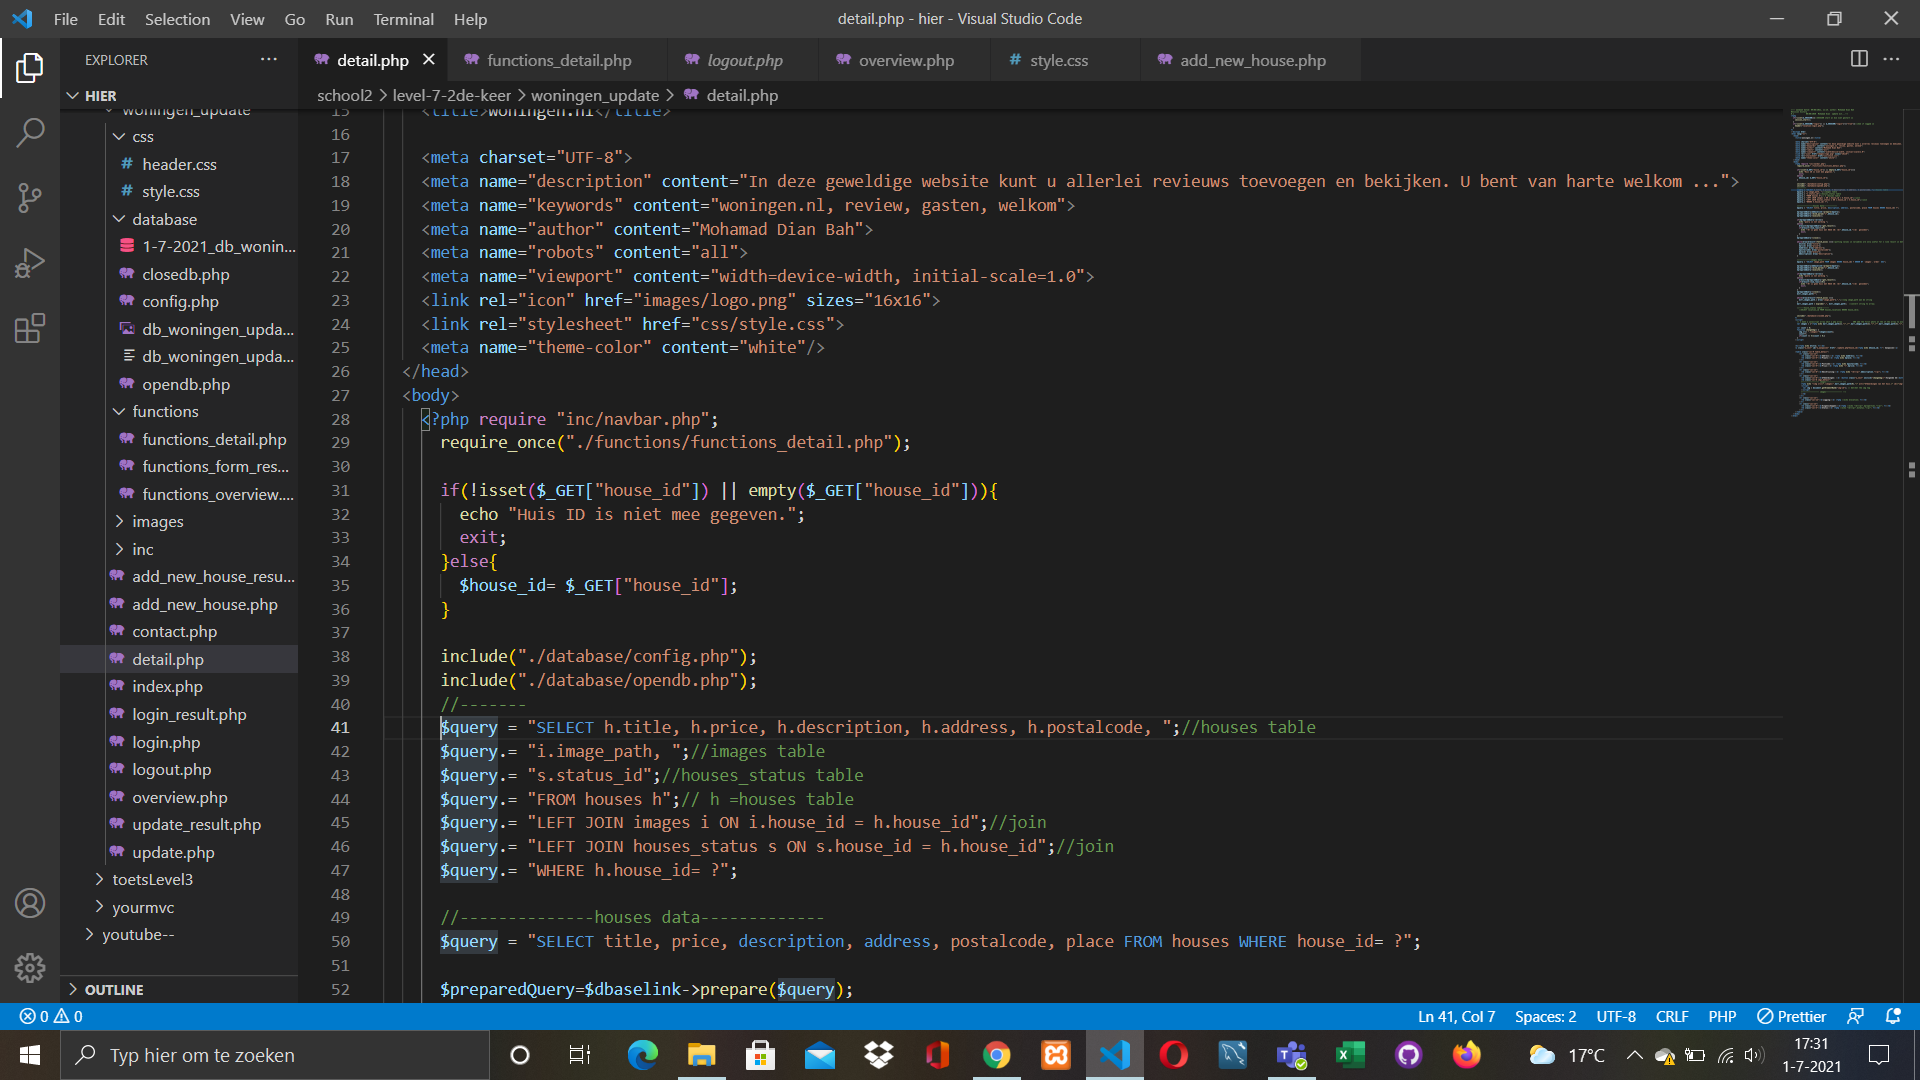 File Edit Selection View Go Run Terminal Help
detail.php - hier - Visual Studio Code
EXPLORER
detail.php
functions_detail.php
logout.php
overview.php
# style.css
add_new_house.php
HIER
school2 > level-7-2de-keer > woningen_update > detail.php
woningen_update
css
# header.css
# style.css
database
1-7-2021_db_wonin...
closedb.php
config.php
db_woningen_upda...
db_woningen_upda...
opendb.php
functions
functions_detail.php
functions_form_res...
functions_overview....
images
inc
add_new_house_resu...
add_new_house.php
contact.php
detail.php
index.php
login_result.php
login.php
logout.php
overview.php
update_result.php
update.php
toetsLevel3
yourmvc
youtube--
OUTLINE
15 <title>woningen.nl</title>
16
17 <meta charset="UTF-8">
18 <meta name="description" content="In deze geweldige website kunt u allerlei revieuws toevoegen en bekijken. U bent van harte welkom ...">
19 <meta name="keywords" content="woningen.nl, review, gasten, welkom">
20 <meta name="author" content="Mohamad Dian Bah">
21 <meta name="robots" content="all">
22 <meta name="viewport" content="width=device-width, initial-scale=1.0">
23 <link rel="icon" href="images/logo.png" sizes="16x16">
24 <link rel="stylesheet" href="css/style.css">
25 <meta name="theme-color" content="white"/>
26 </head>
27 <body>
28 <?php require "inc/navbar.php";
29 require_once("./functions/functions_detail.php");
30
31 if(!isset($_GET["house_id"]) || empty($_GET["house_id"])){
32 echo "Huis ID is niet mee gegeven.";
33 exit;
34 }else{
35 $house_id= $_GET["house_id"];
36 }
37
38 include("./database/config.php");
39 include("./database/opendb.php");
40 //-------
41 $query = "SELECT h.title, h.price, h.description, h.address, h.postalcode, ";//houses table
42 $query.= "i.image_path, ";//images table
43 $query.= "s.status_id";//houses_status table
44 $query.= "FROM houses h";// h =houses table
45 $query.= "LEFT JOIN images i ON i.house_id = h.house_id";//join
46 $query.= "LEFT JOIN houses_status s ON s.house_id = h.house_id";//join
47 $query.= "WHERE h.house_id= ?";
48
49 //--------------houses data-------------
50 $query = "SELECT title, price, description, address, postalcode, place FROM houses WHERE house_id= ?";
51
52 $preparedQuery=$dbaselink->prepare($query);
0 0
Ln 41, Col 7 Spaces: 2 UTF-8 CRLF PHP Prettier
Typ hier om te zoeken
17°C
17:31
1-7-2021